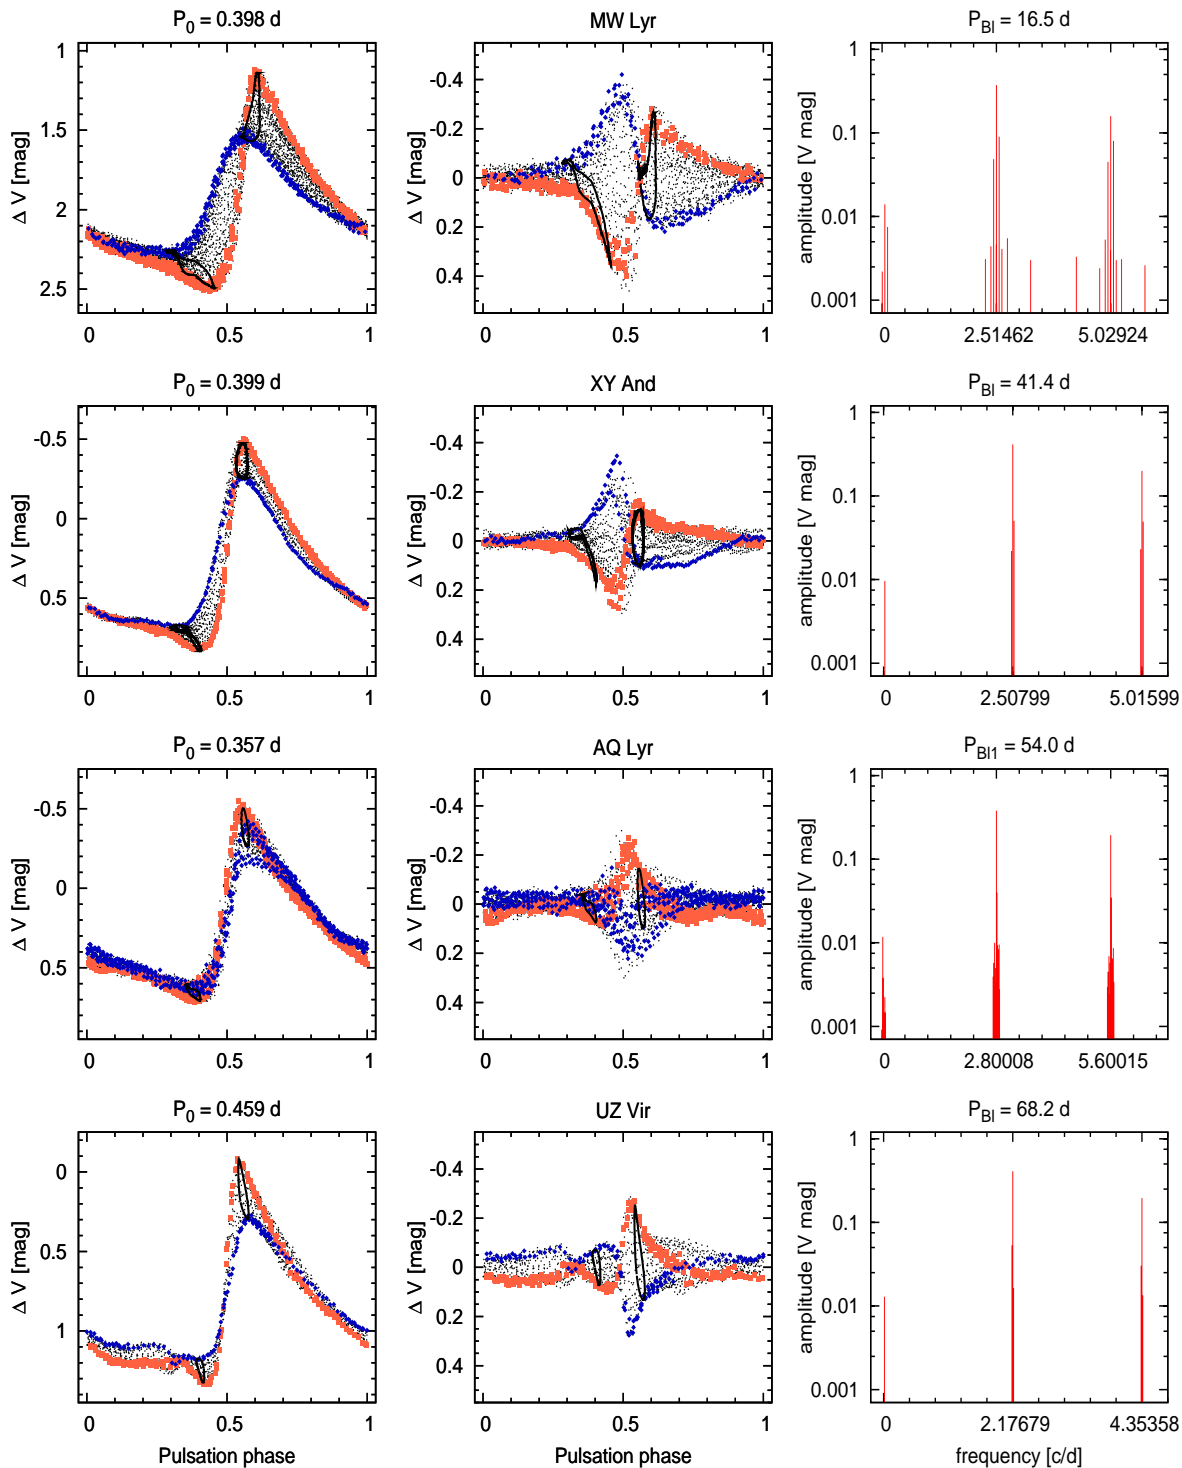 P0 = 0.398 d
MW Lyr
PBl = 16.5 d
Δ V [mag]
1
1.5
2
2.5
0 0.5 1
Δ V [mag]
-0.4
-0.2
0
0.2
0.4
0 0.5 1
amplitude [V mag]
1
0.1
0.01
0.001
0 2.51462 5.02924
P0 = 0.399 d
XY And
PBl = 41.4 d
Δ V [mag]
-0.5
0
0.5
0 0.5 1
Δ V [mag]
-0.4
-0.2
0
0.2
0.4
0 0.5 1
amplitude [V mag]
1
0.1
0.01
0.001
0 2.50799 5.01599
P0 = 0.357 d
AQ Lyr
PBl1 = 54.0 d
Δ V [mag]
-0.5
0
0.5
0 0.5 1
Δ V [mag]
-0.4
-0.2
0
0.2
0.4
0 0.5 1
amplitude [V mag]
1
0.1
0.01
0.001
0 2.80008 5.60015
P0 = 0.459 d
UZ Vir
PBl = 68.2 d
Δ V [mag]
0
0.5
1
0 0.5 1
Pulsation phase
Δ V [mag]
-0.4
-0.2
0
0.2
0.4
0 0.5 1
Pulsation phase
amplitude [V mag]
1
0.1
0.01
0.001
0 2.17679 4.35358
frequency [c/d]